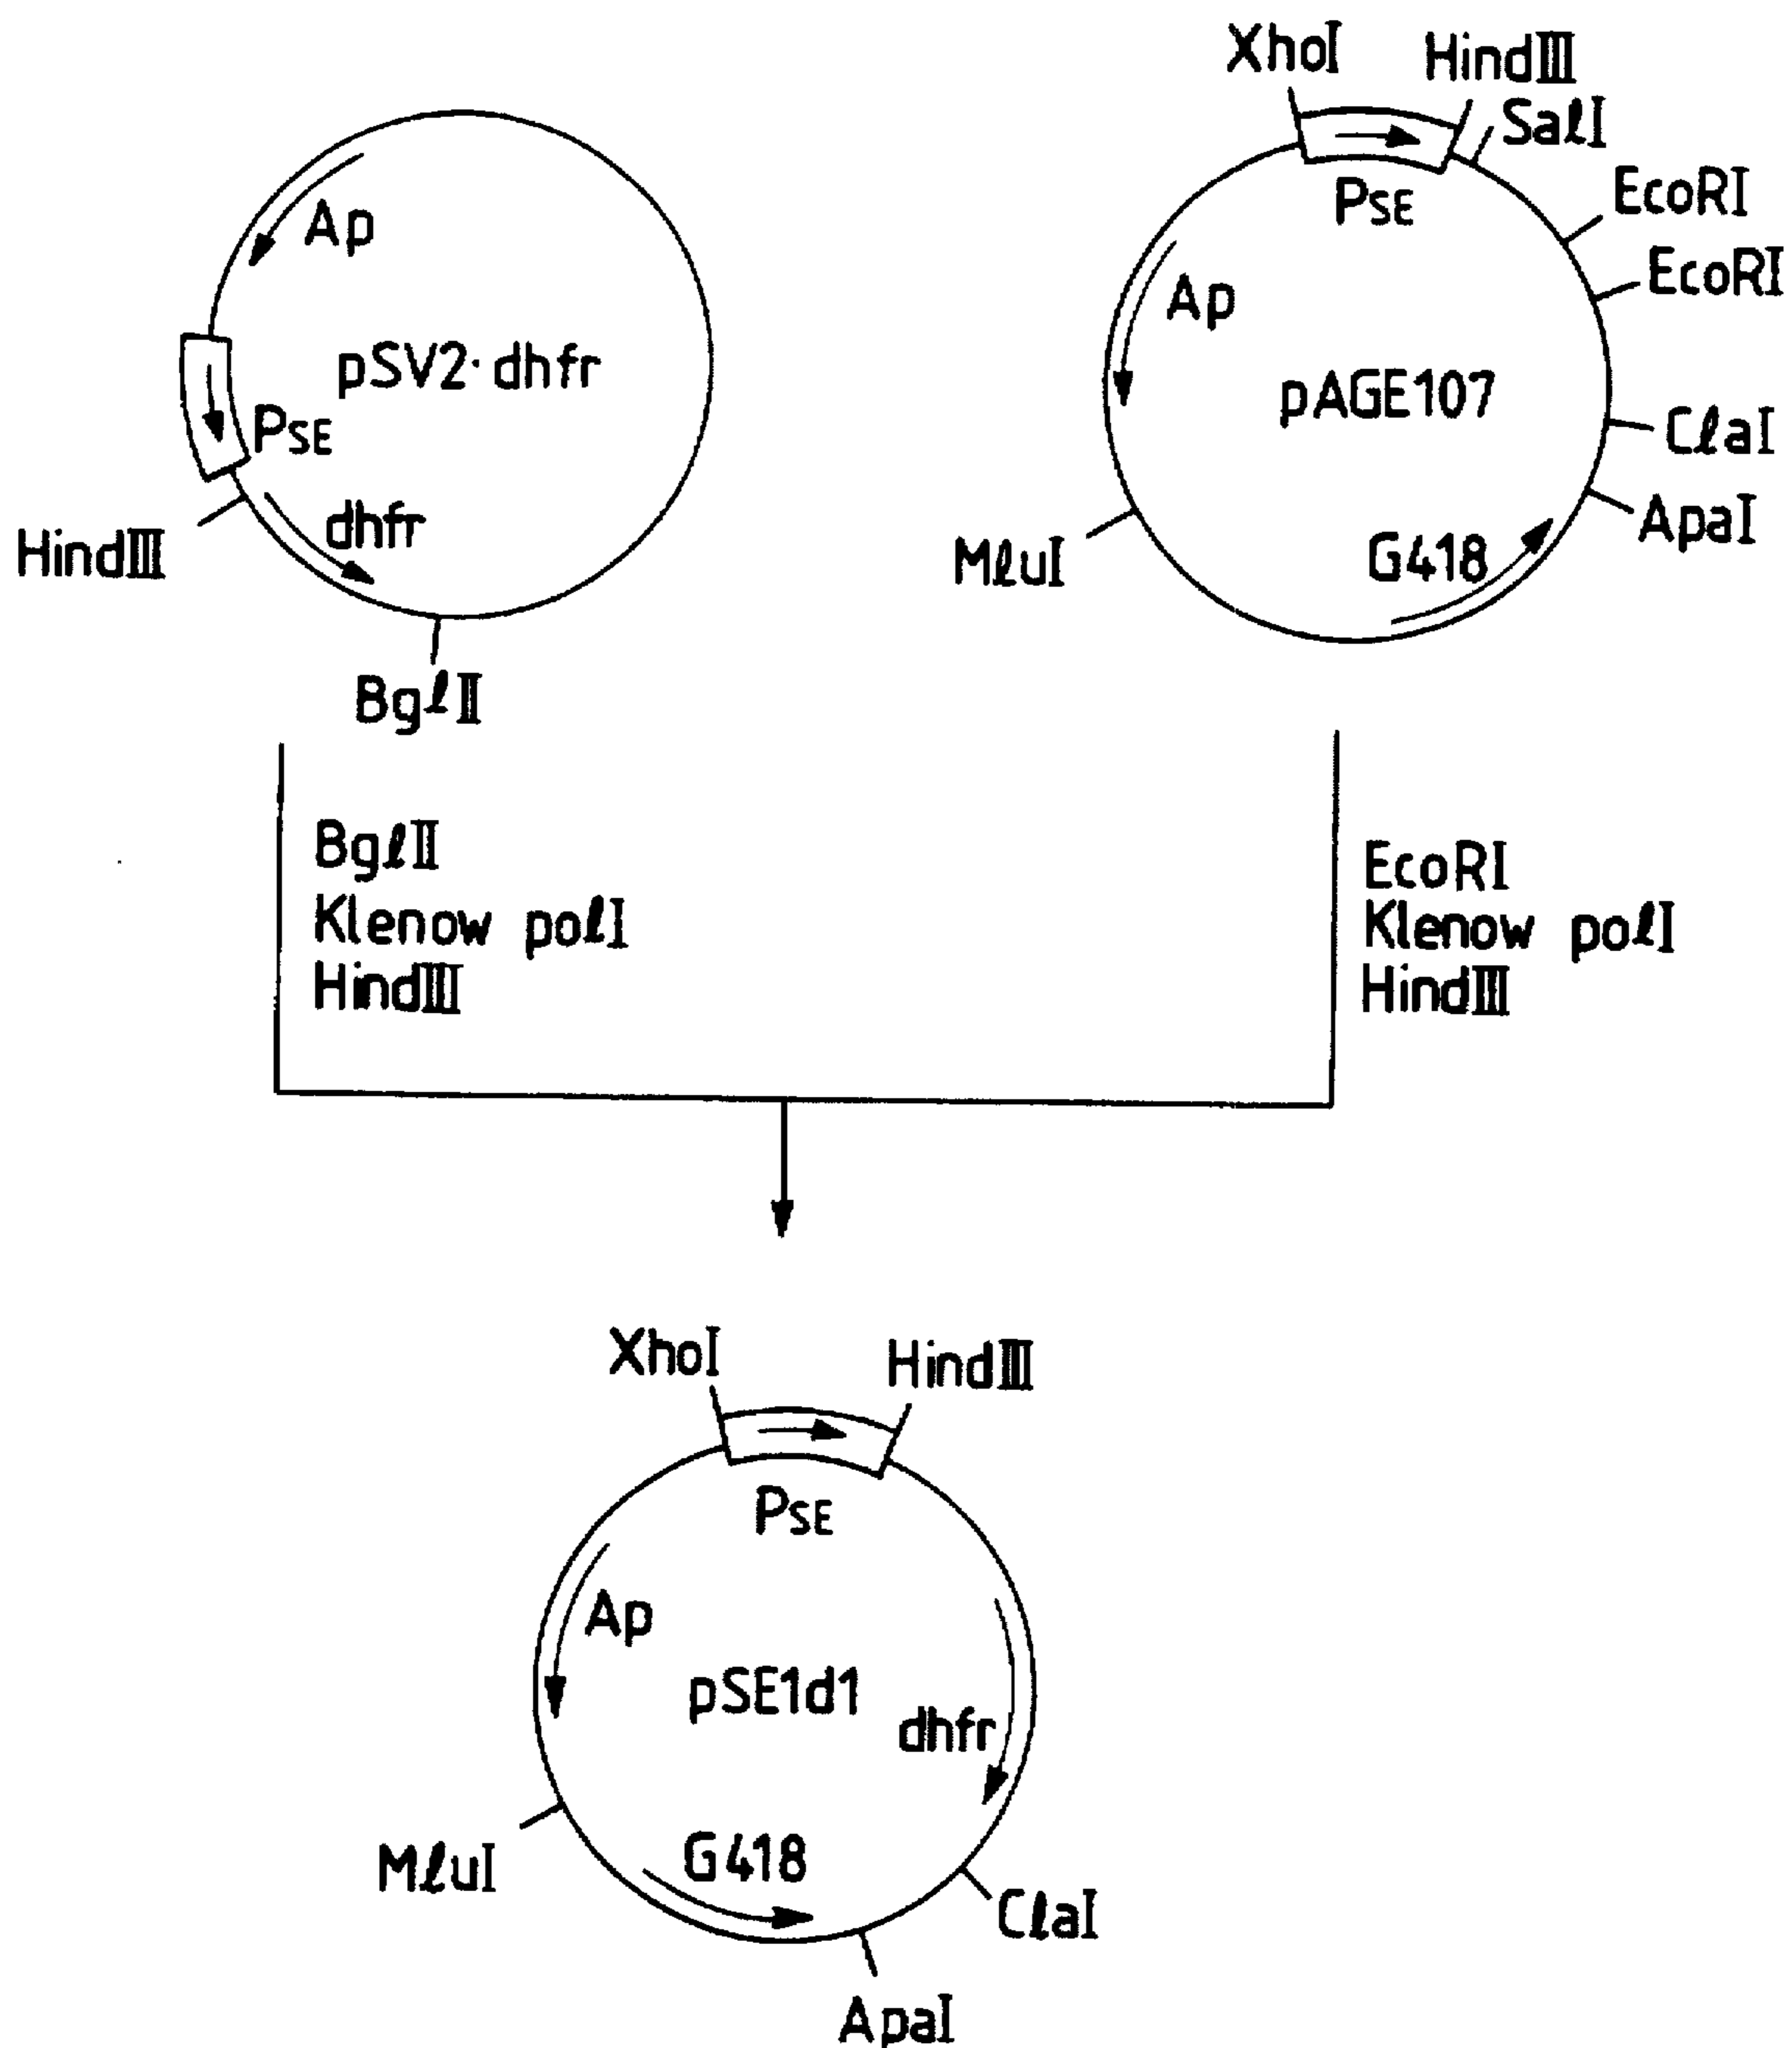 XhoI
HindIII
SalI
EcoRI
EcoRI
Ap
PSE
Ap
pSV2·dhfr
pAGE107
PSE
ClaI
dhfr
HindIII
ApaI
MluI
G418
BglII
BglII
Klenow polI
HindIII
EcoRI
Klenow polI
HindIII
XhoI
HindIII
PSE
Ap
pSE1d1
dhfr
MluI
G418
ClaI
ApaI